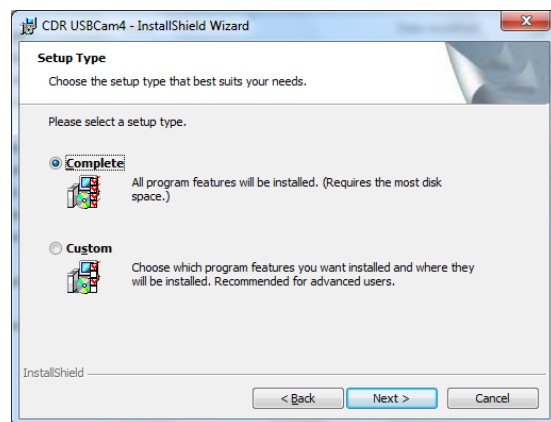 CDR USBCam4 - InstallShield Wizard
Setup Type
Choose the setup type that best suits your needs.
Please select a setup type.
Complete
All program features will be installed. (Requires the most disk
space.)
Custom
Choose which program features you want installed and where they
will be installed. Recommended for advanced users.
InstallShield
< Back
Next >
Cancel